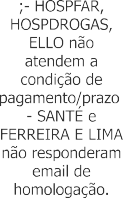 ;- HOSPFAR,
HOSPDROGAS,
ELLO não
atendem a
condição de
pagamento/prazo
- SANTÉ e
FERREIRA E LIMA
não responderam
email de
homologação.